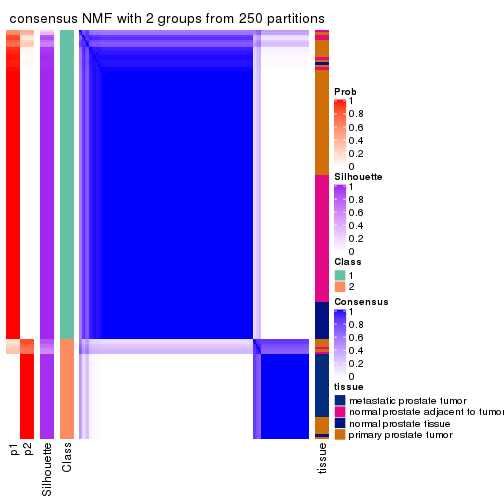 consensus NMF with 2 groups from 250 partitions
Prob
1
0.8
0.6
0.4
0.2
0
Silhouette
1
0.8
0.6
0.4
0.2
0
Class
1
2
Consensus
1
0.8
0.6
0.4
0.2
0
tissue
metastatic prostate tumor
normal prostate adjacent to tumor
normal prostate tissue
primary prostate tumor
p1
p2
Silhouette
Class
tissue